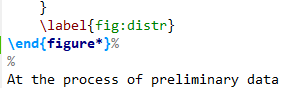 }
\label{fig:distr}
\end{figure*}%
%
At the process of preliminary data